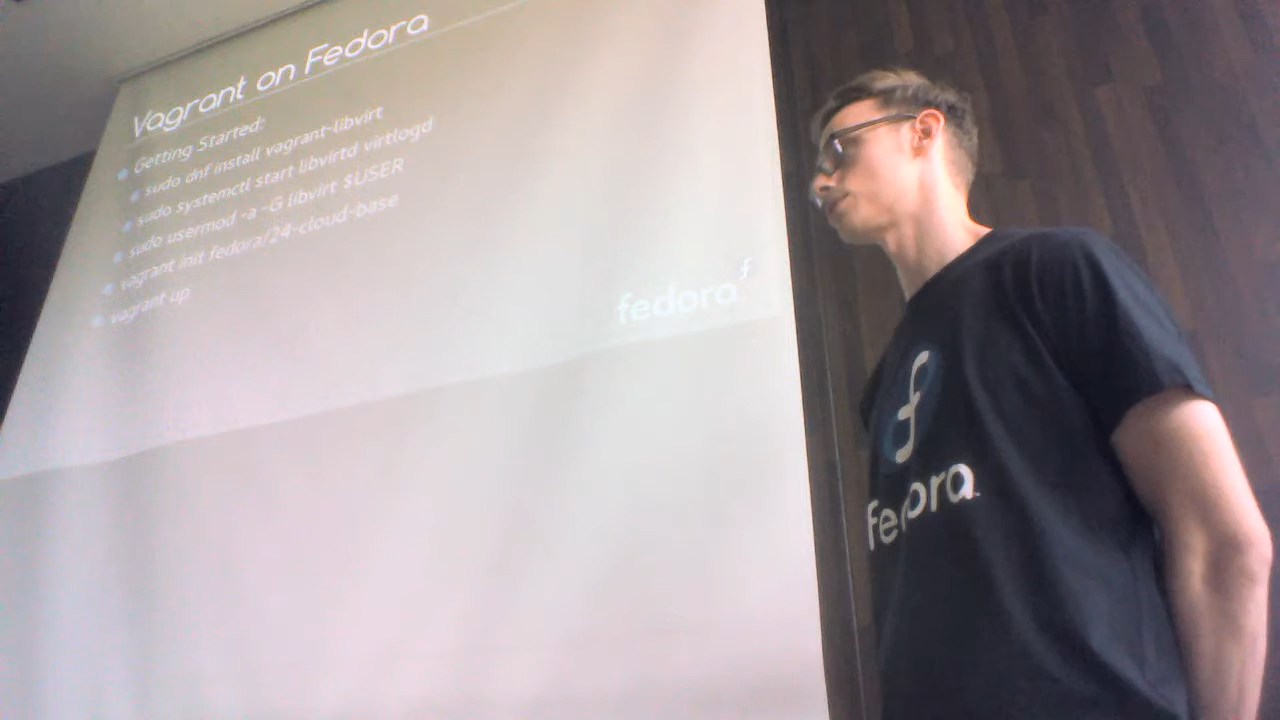 Vagrant on Fedora
Getting Started:
sudo dnf install vagrant-libvirt
sudo systemctl start libvirtd virtlogd
sudo usermod -a -G libvirt $USER
vagrant init fedora/24-cloud-base
vagrant up
fedora f
f
fedora